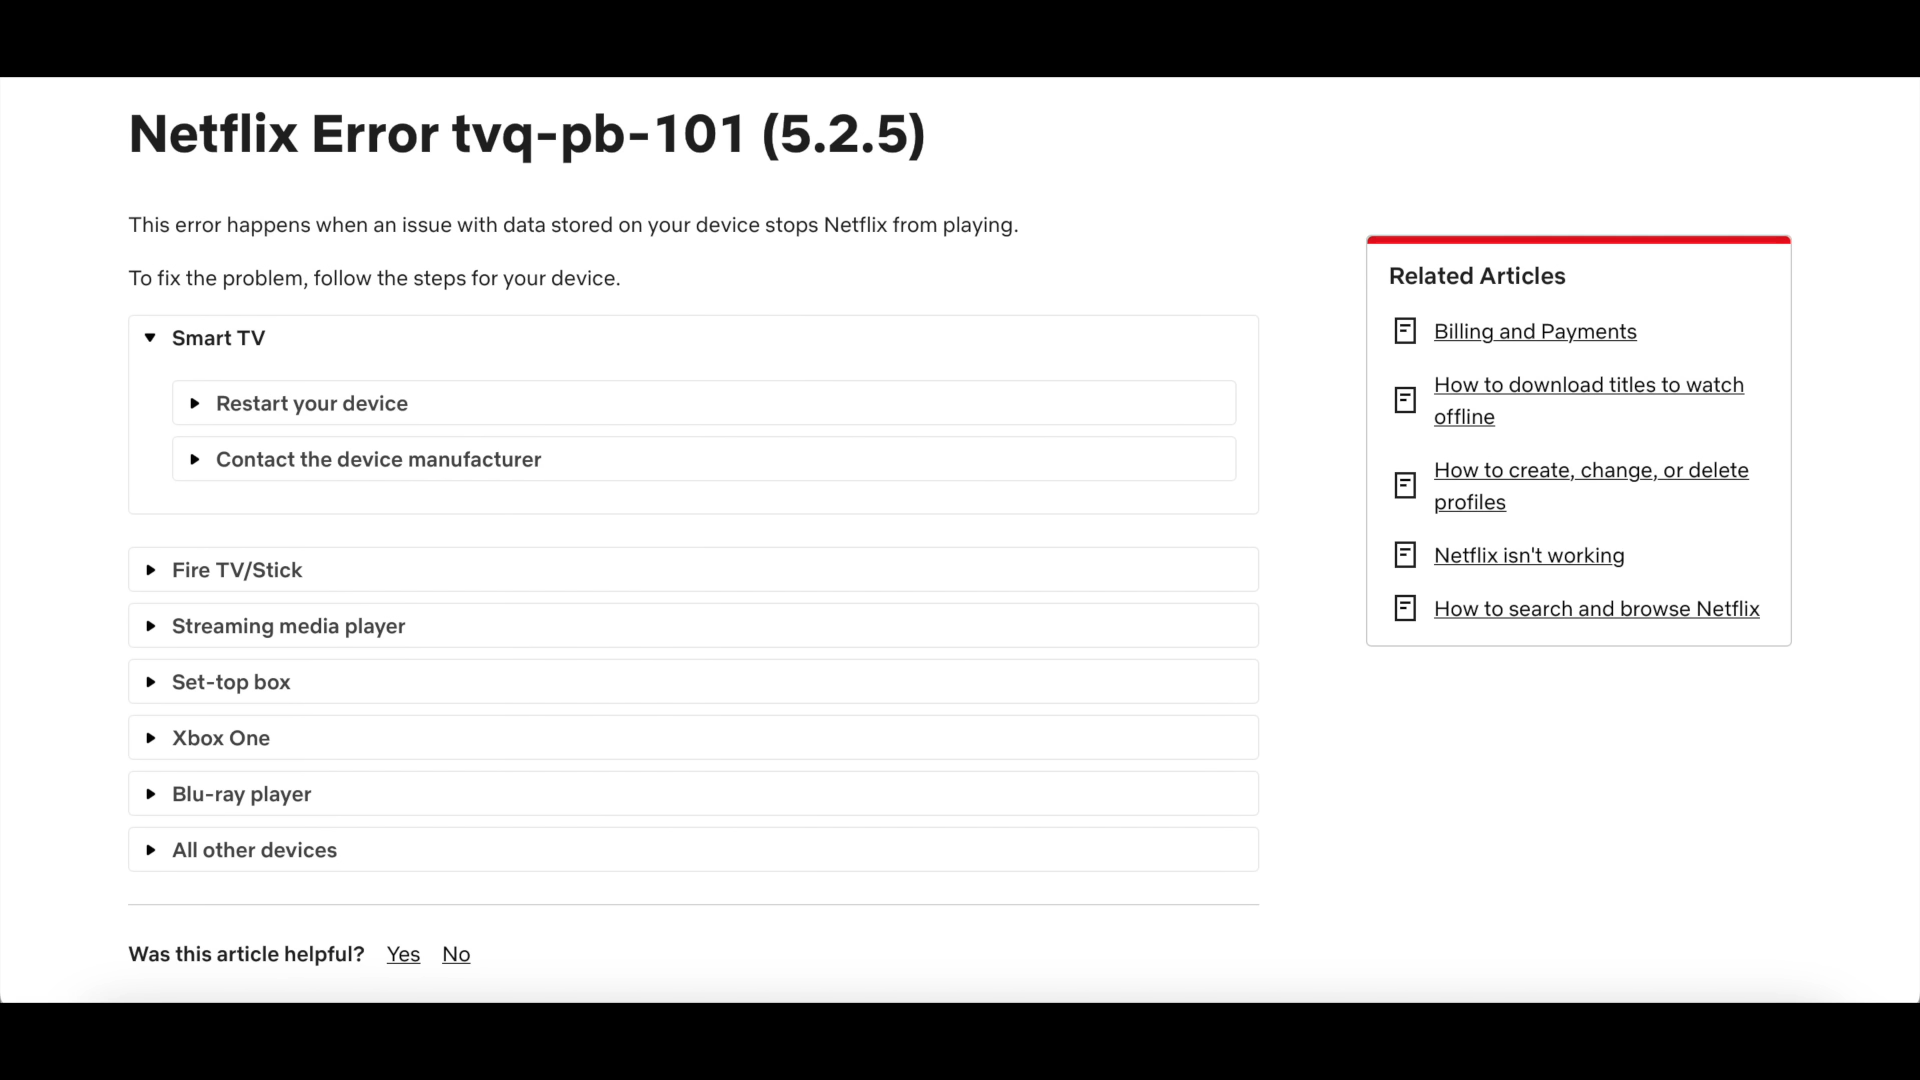 Netflix Error tvq-pb-101 (5.2.5)
This error happens when an issue with data stored on your device stops Netflix from playing.
To fix the problem, follow the steps for your device.
Smart TV
Restart your device
Contact the device manufacturer
Fire TV/Stick
Streaming media player
Set-top box
Xbox One
Blu-ray player
All other devices
Was this article helpful? Yes No
Related Articles
Billing and Payments
How to download titles to watch
offline
How to create, change, or delete
profiles
Netflix isn't working
How to search and browse Netflix